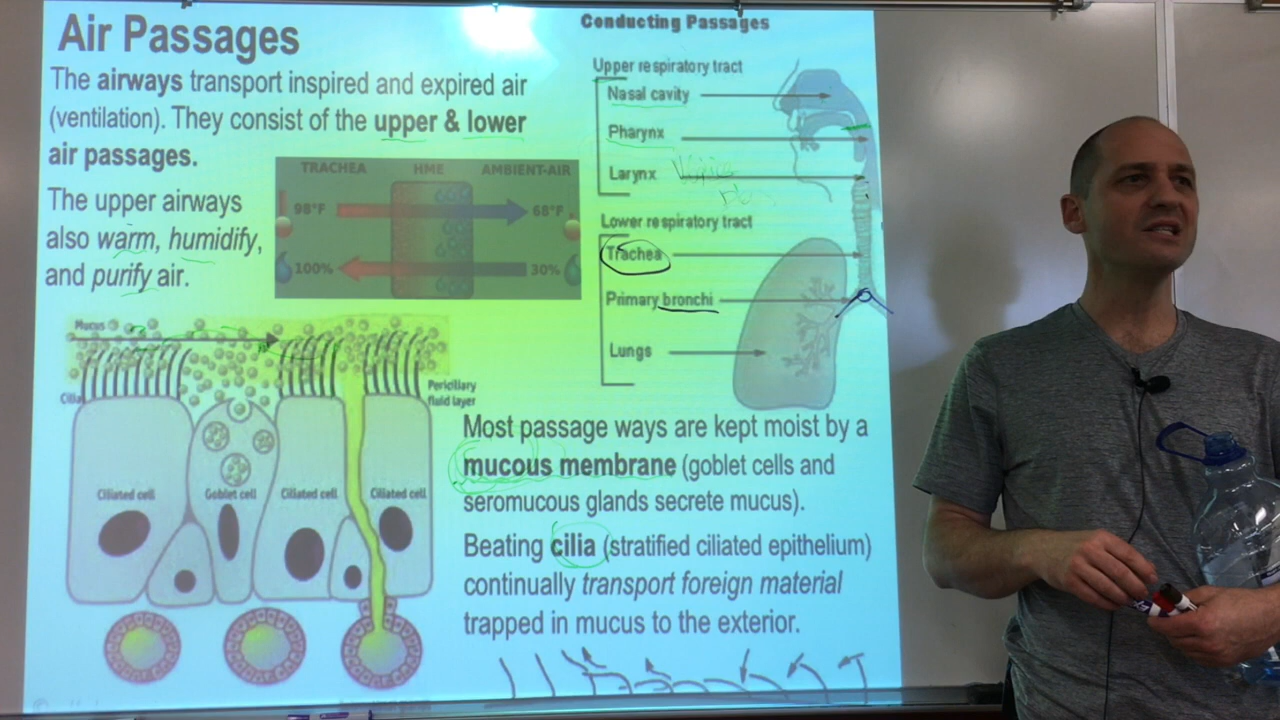 Air Passages
The airways transport inspired and expired air
(ventilation). They consist of the upper & lower
air passages.
The upper airways
also warm, humidify,
and purify air.
TRACHEA HME AMBIENT-AIR
98°F 68°F
100% 30%
Conducting Passages
Upper respiratory tract
Nasal cavity
Pharynx
Larynx
Lower respiratory tract
Trachea
Primary bronchi
Lungs
Mucus
Cilia
Periciliary
fluid layer
Ciliated cell Goblet cell Ciliated cell Ciliated cell
Most passage ways are kept moist by a
mucous membrane (goblet cells and
seromucous glands secrete mucus).
Beating cilia (stratified ciliated epithelium)
continually transport foreign material
trapped in mucus to the exterior.